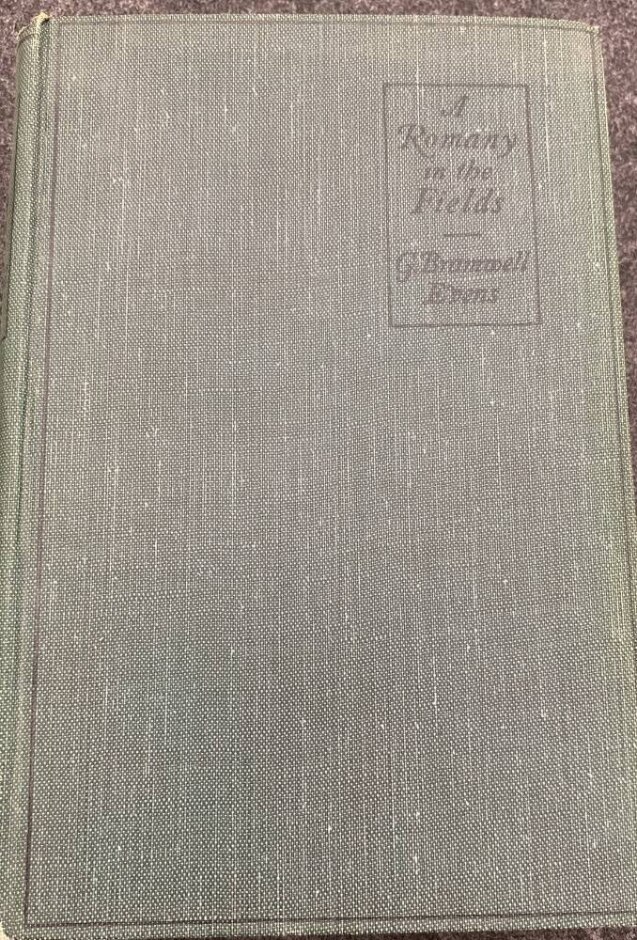 A
Romany
in the
Fields
G. Bramwell
Evens